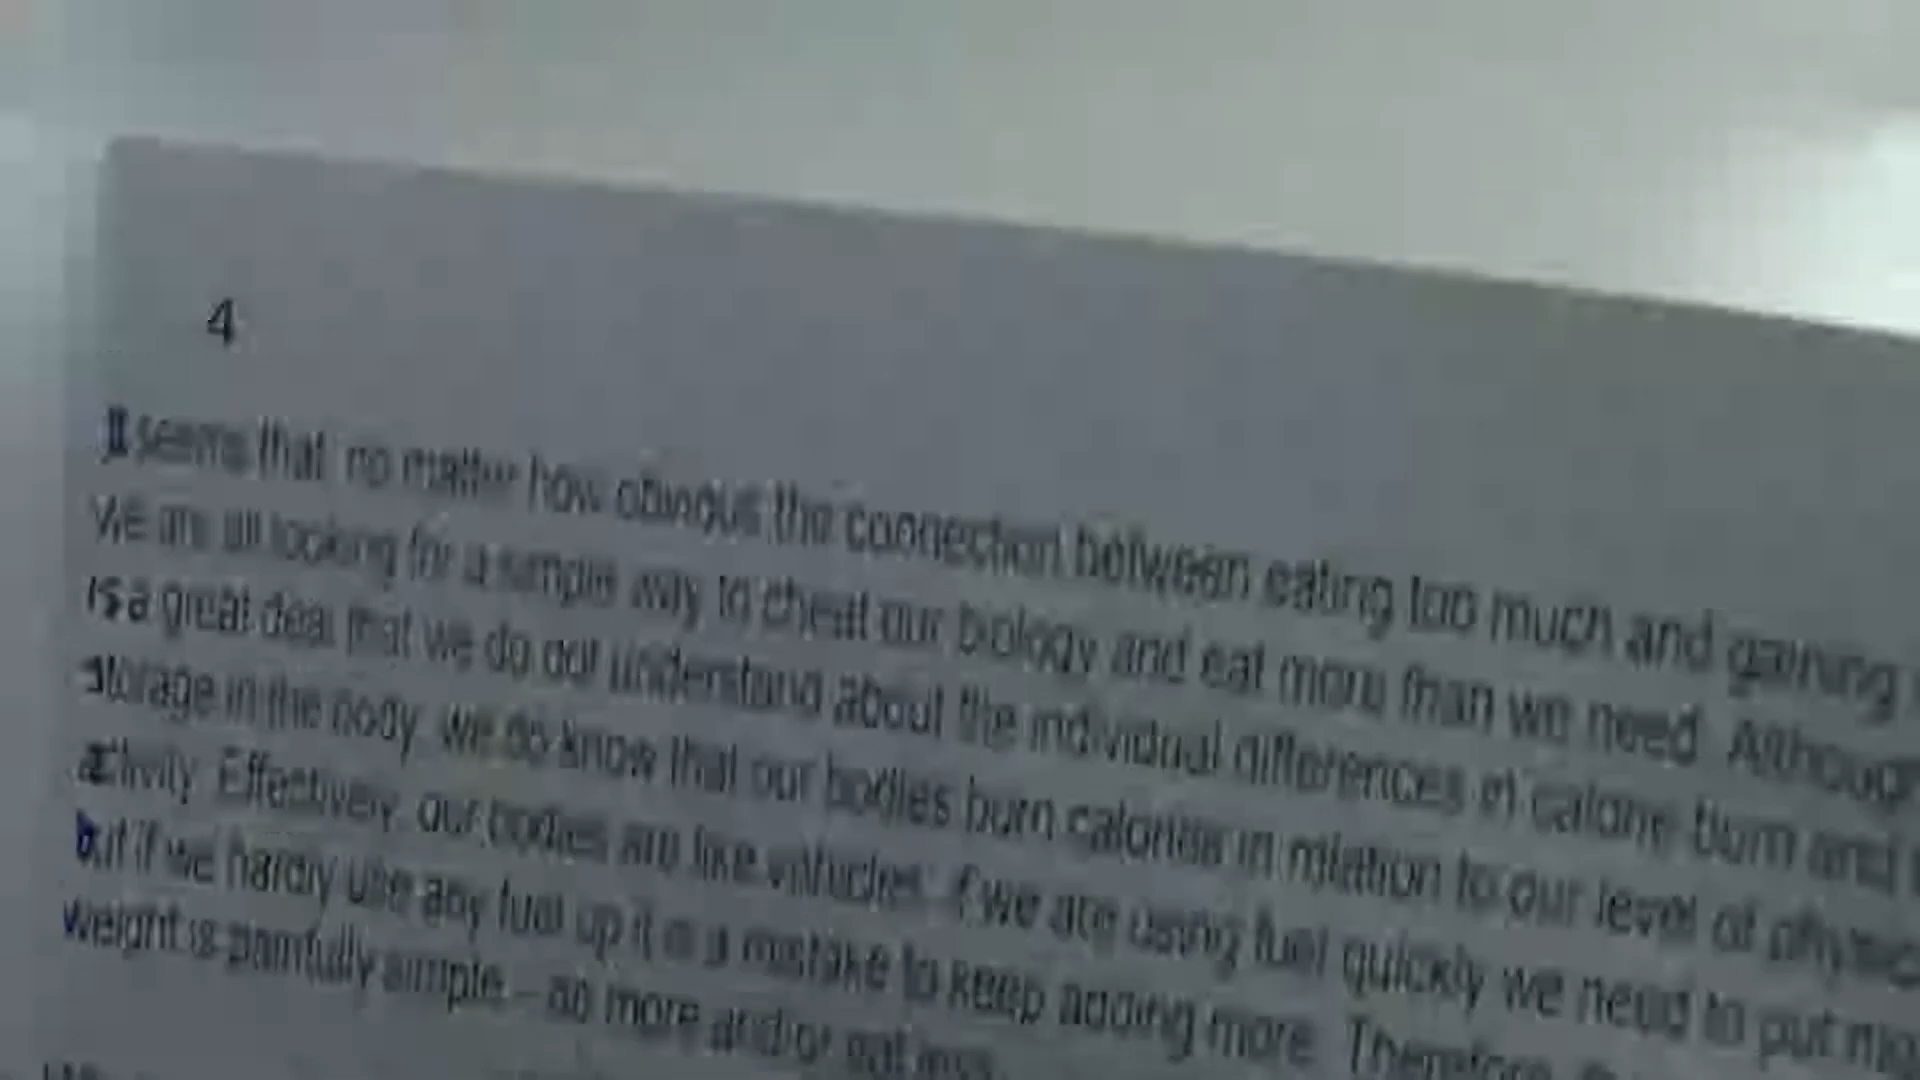 4
It seems that no matter how obvious the connection between eating too much and gaining
We are all looking for a simple way to cheat our biology and eat more than we need. Although
is a great deal that we do not understand about the individual differences in calorie burn and
storage in the body, we do know that our bodies burn calories in relation to our level of
activity. Effectively, our bodies are like vehicles: if we are using fuel quickly we need to put
but if we hardly use any fuel up it is a mistake to keep adding more. Therefore
weight is painfully simple – do more and/or eat less.